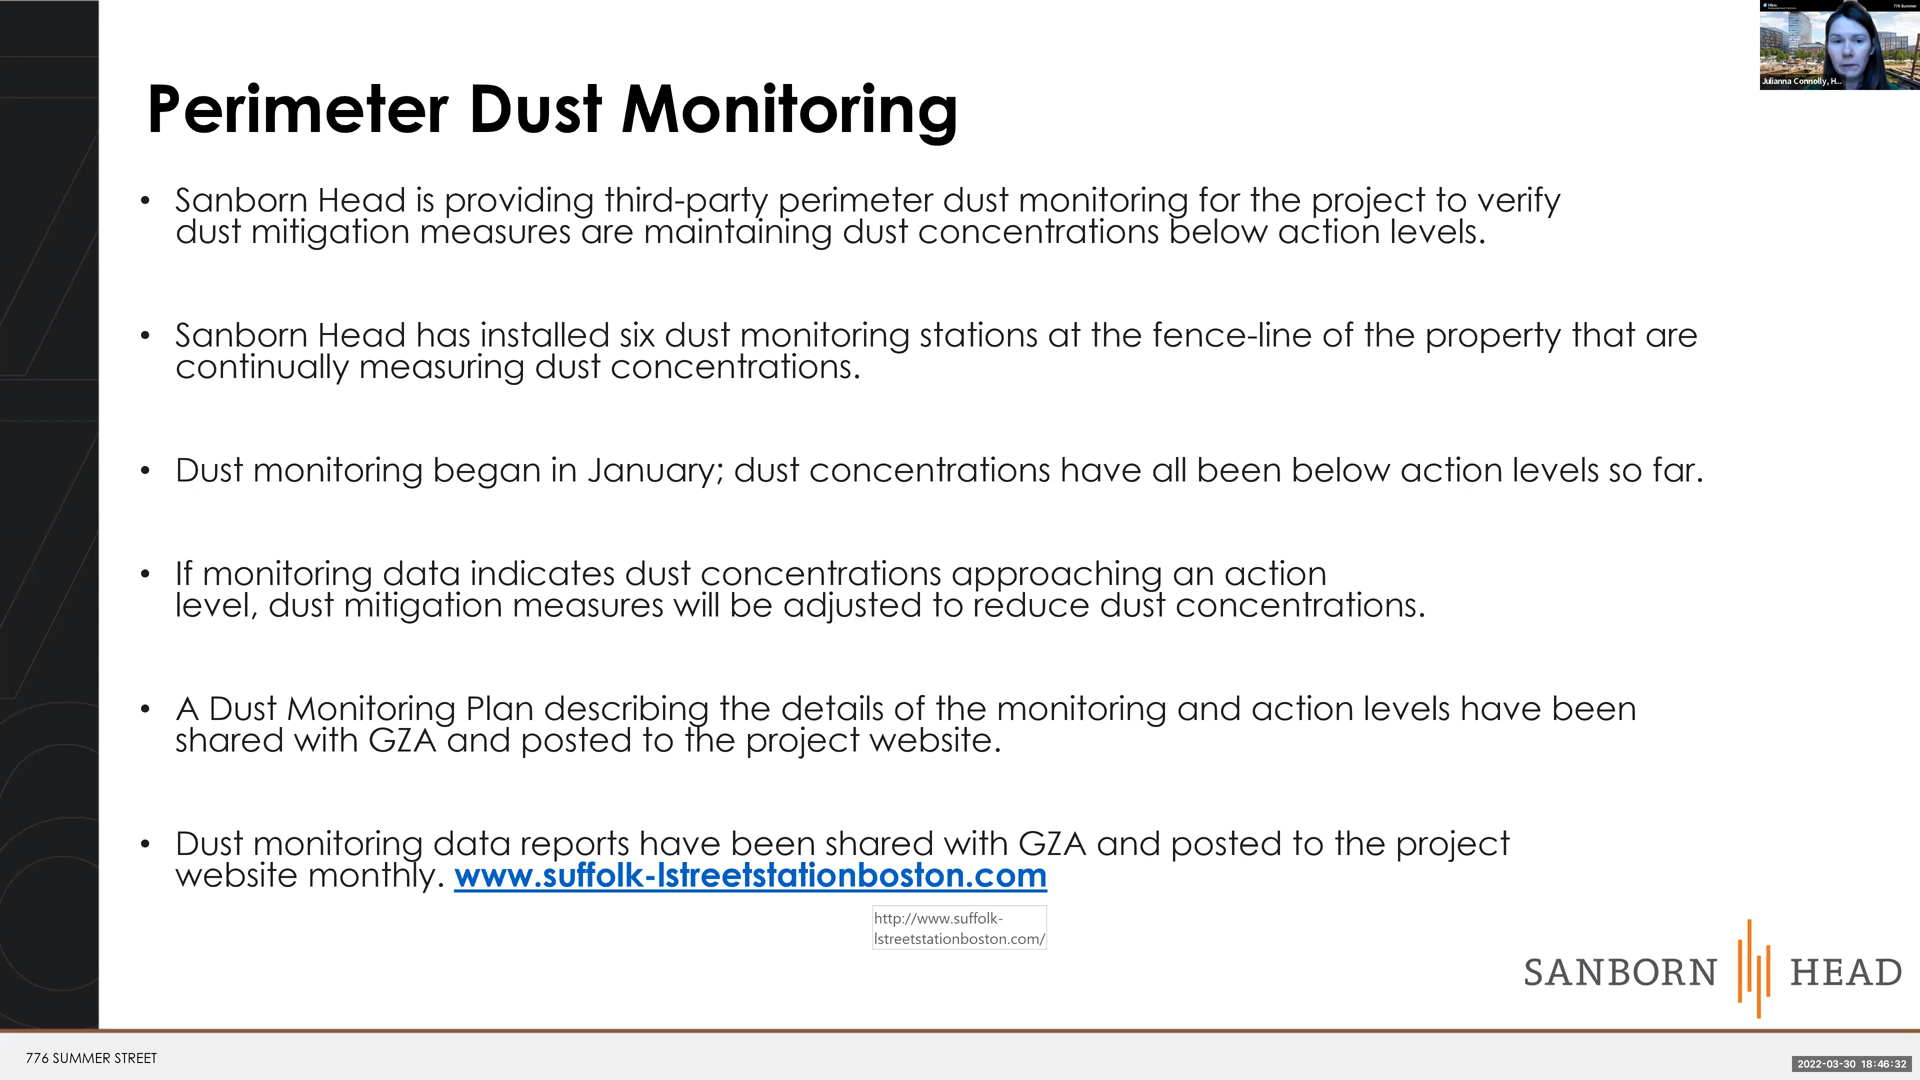 776 Summer
Julianna Connolly, H...
Perimeter Dust Monitoring
• Sanborn Head is providing third-party perimeter dust monitoring for the project to verify
dust mitigation measures are maintaining dust concentrations below action levels.
• Sanborn Head has installed six dust monitoring stations at the fence-line of the property that are
continually measuring dust concentrations.
• Dust monitoring began in January; dust concentrations have all been below action levels so far.
• If monitoring data indicates dust concentrations approaching an action
level, dust mitigation measures will be adjusted to reduce dust concentrations.
• A Dust Monitoring Plan describing the details of the monitoring and action levels have been
shared with GZA and posted to the project website.
• Dust monitoring data reports have been shared with GZA and posted to the project
website monthly. www.suffolk-lstreetstationboston.com
http://www.suffolk-
lstreetstationboston.com/
SANBORN HEAD
776 SUMMER STREET
2022-03-30 18:46:32